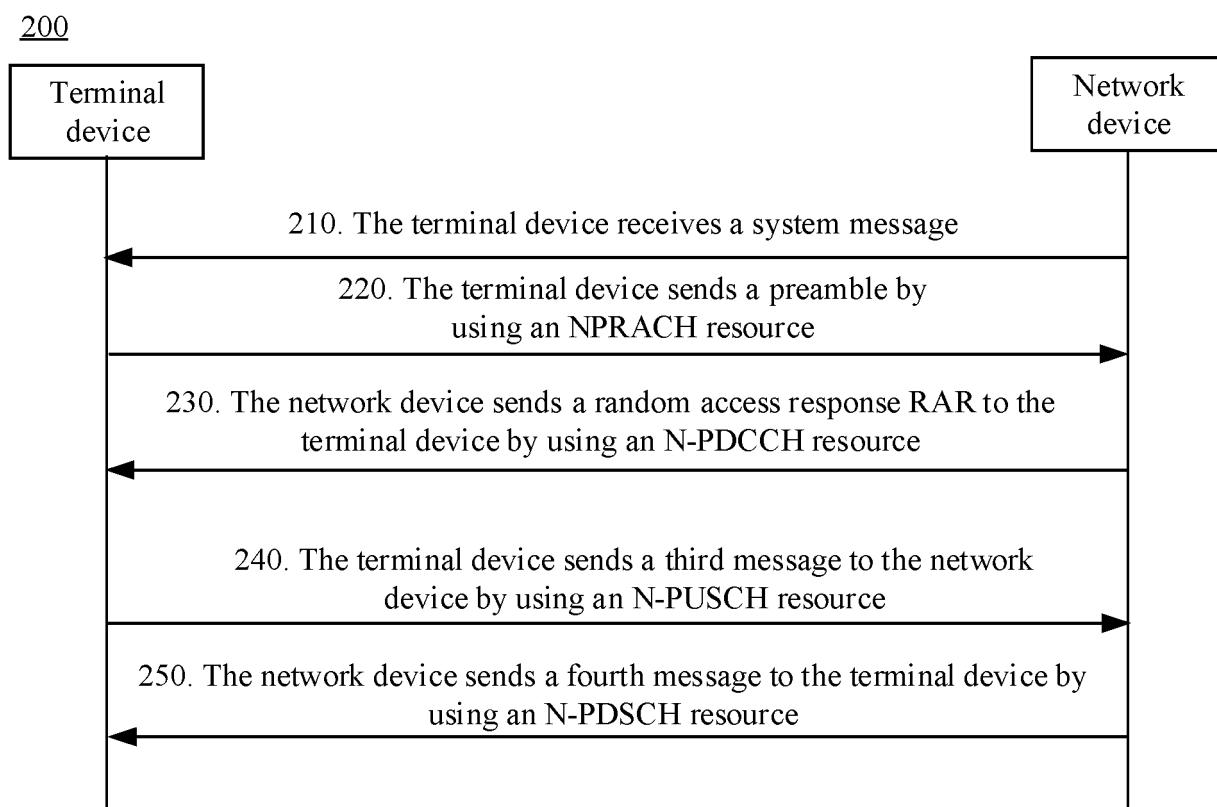 200
Terminal
device
Network
device
210. The terminal device receives a system message
220. The terminal device sends a preamble by
using an NPRACH resource
230. The network device sends a random access response RAR to the
terminal device by using an N-PDCCH resource
240. The terminal device sends a third message to the network
device by using an N-PUSCH resource
250. The network device sends a fourth message to the terminal device by
using an N-PDSCH resource